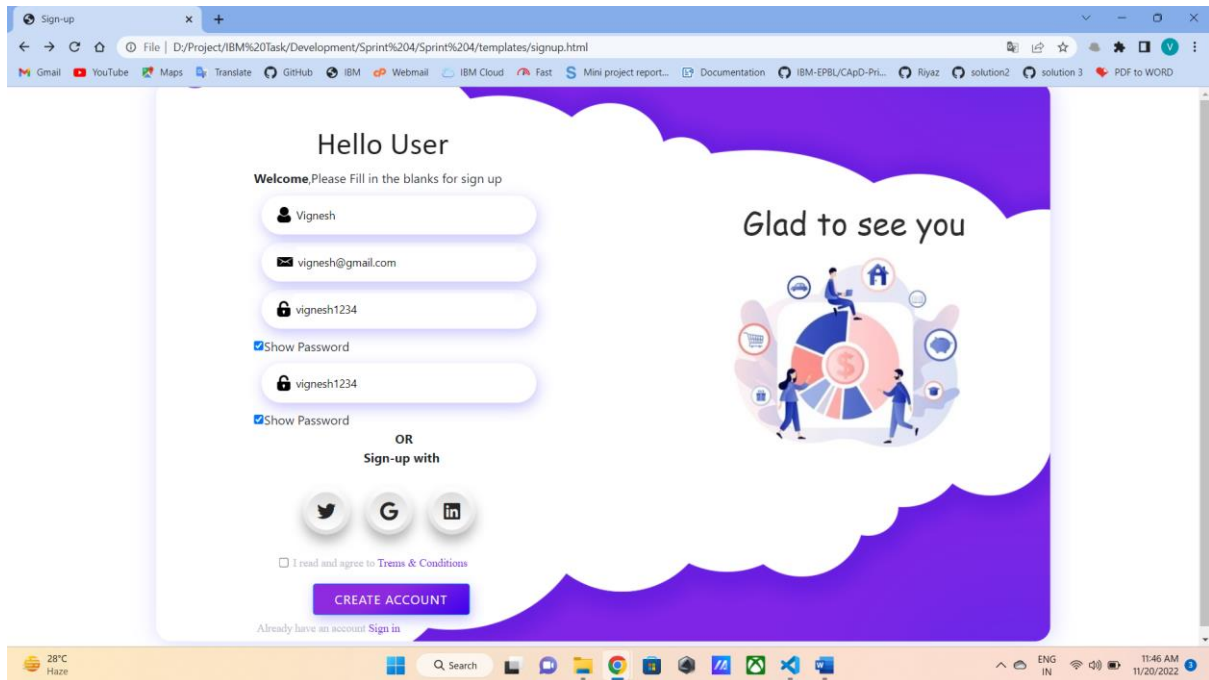 Sign-up
File | D:/Project/IBM%20Task/Development/Sprint%204/Sprint%204/templates/signup.html
V
Gmail YouTube Maps Translate GitHub IBM Webmail IBM Cloud Fast Mini project report... Documentation IBM-EPBL/CApD-Pri... Riyaz solution2 solution 3 PDF to WORD
Hello User
Welcome,Please Fill in the blanks for sign up
Vignesh
vignesh@gmail.com
vignesh1234
Show Password
vignesh1234
Show Password
OR
Sign-up with
I read and agree to Trems & Conditions
CREATE ACCOUNT
Already have an account Sign in
Glad to see you
28°C
Haze
Search
ENG
IN
11:46 AM
11/20/2022
3